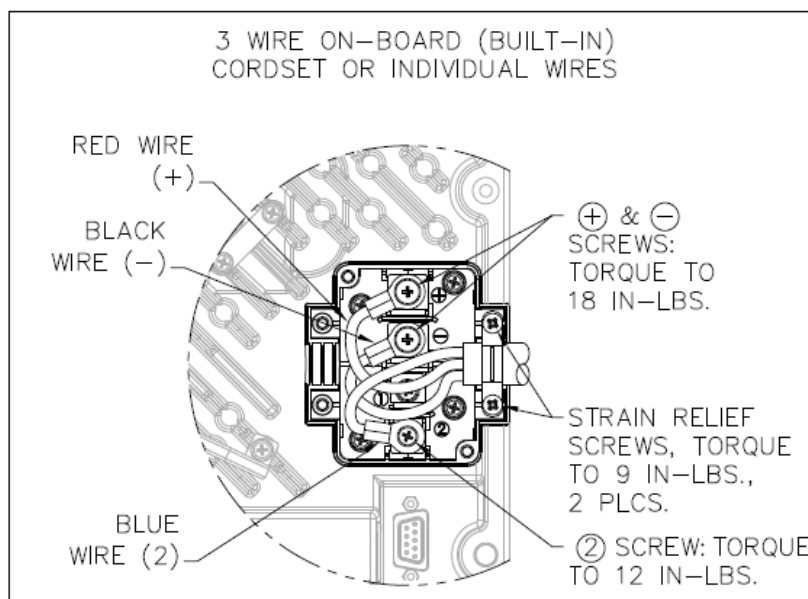 3 WIRE ON-BOARD (BUILT-IN)
CORDSET OR INDIVIDUAL WIRES
RED WIRE
(+)
BLACK
WIRE (-)
⊕ & ⊖
SCREWS:
TORQUE TO
18 IN-LBS.
⊕
⊖
①
②
STRAIN RELIEF
SCREWS, TORQUE
TO 9 IN-LBS.,
2 PLCS.
BLUE
WIRE (2)
② SCREW: TORQUE
TO 12 IN-LBS.